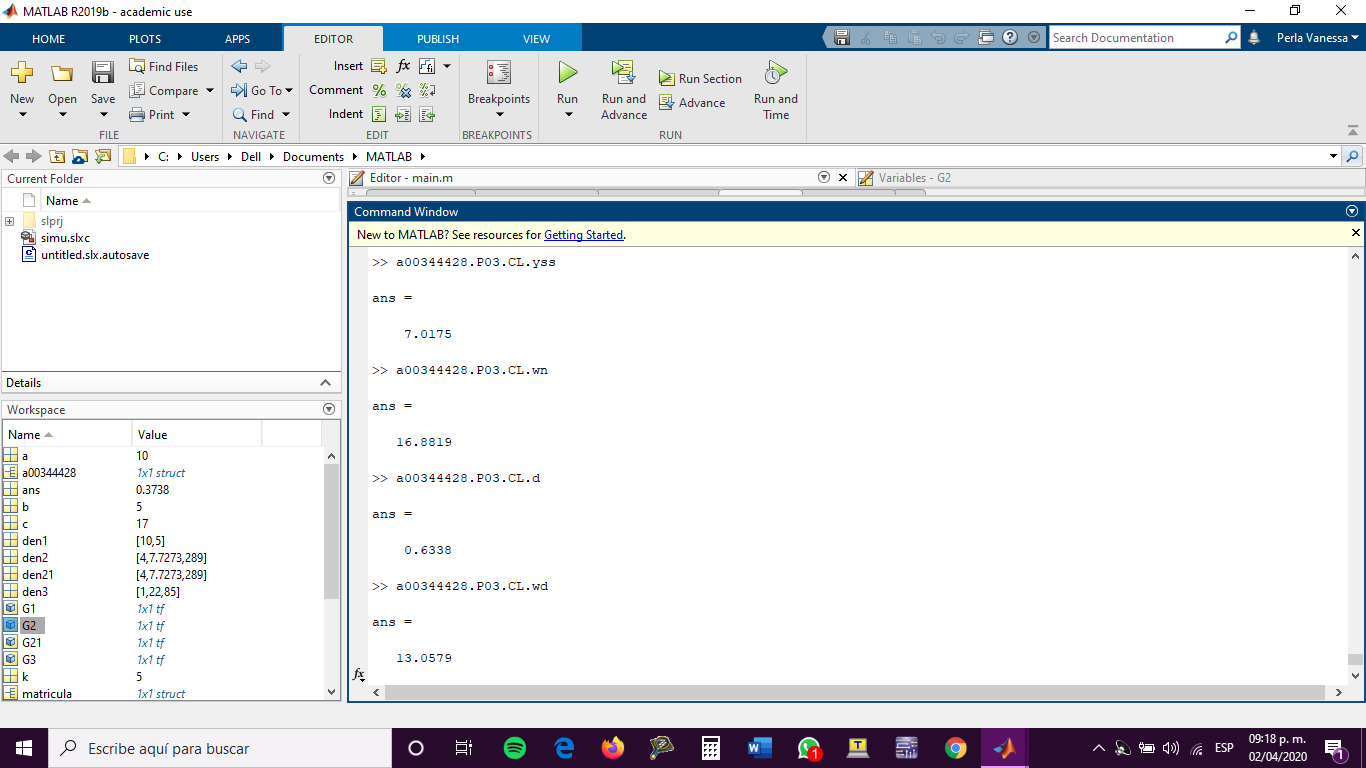 MATLAB R2019b - academic use
HOME PLOTS APPS EDITOR PUBLISH VIEW
Search Documentation
Perla Vanessa
New Open Save Find Files Compare Print
FILE
Go To Find
NAVIGATE
Insert fx
Comment
Indent
EDIT
Breakpoints
BREAKPOINTS
Run Run and Advance Run Section Advance Run and Time
RUN
C: Users Dell Documents MATLAB
Current Folder
Name
slprj
simu.slxc
untitled.slx.autosave
Details
Workspace
Name Value
a 10
a00344428 1x1 struct
ans 0.3738
b 5
c 17
den1 [10,5]
den2 [4,7.7273,289]
den21 [4,7.7273,289]
den3 [1,22,85]
G1 1x1 tf
G2 1x1 tf
G21 1x1 tf
G3 1x1 tf
k 5
matricula 1x1 struct
Editor - main.m
Variables - G2
Command Window
New to MATLAB? See resources for Getting Started.
>> a00344428.P03.CL.yss
ans =
7.0175
>> a00344428.P03.CL.wn
ans =
16.8819
>> a00344428.P03.CL.d
ans =
0.6338
>> a00344428.P03.CL.wd
ans =
13.0579
fx
Escribe aquí para buscar
1
T
ESP
09:18 p. m.
02/04/2020
1